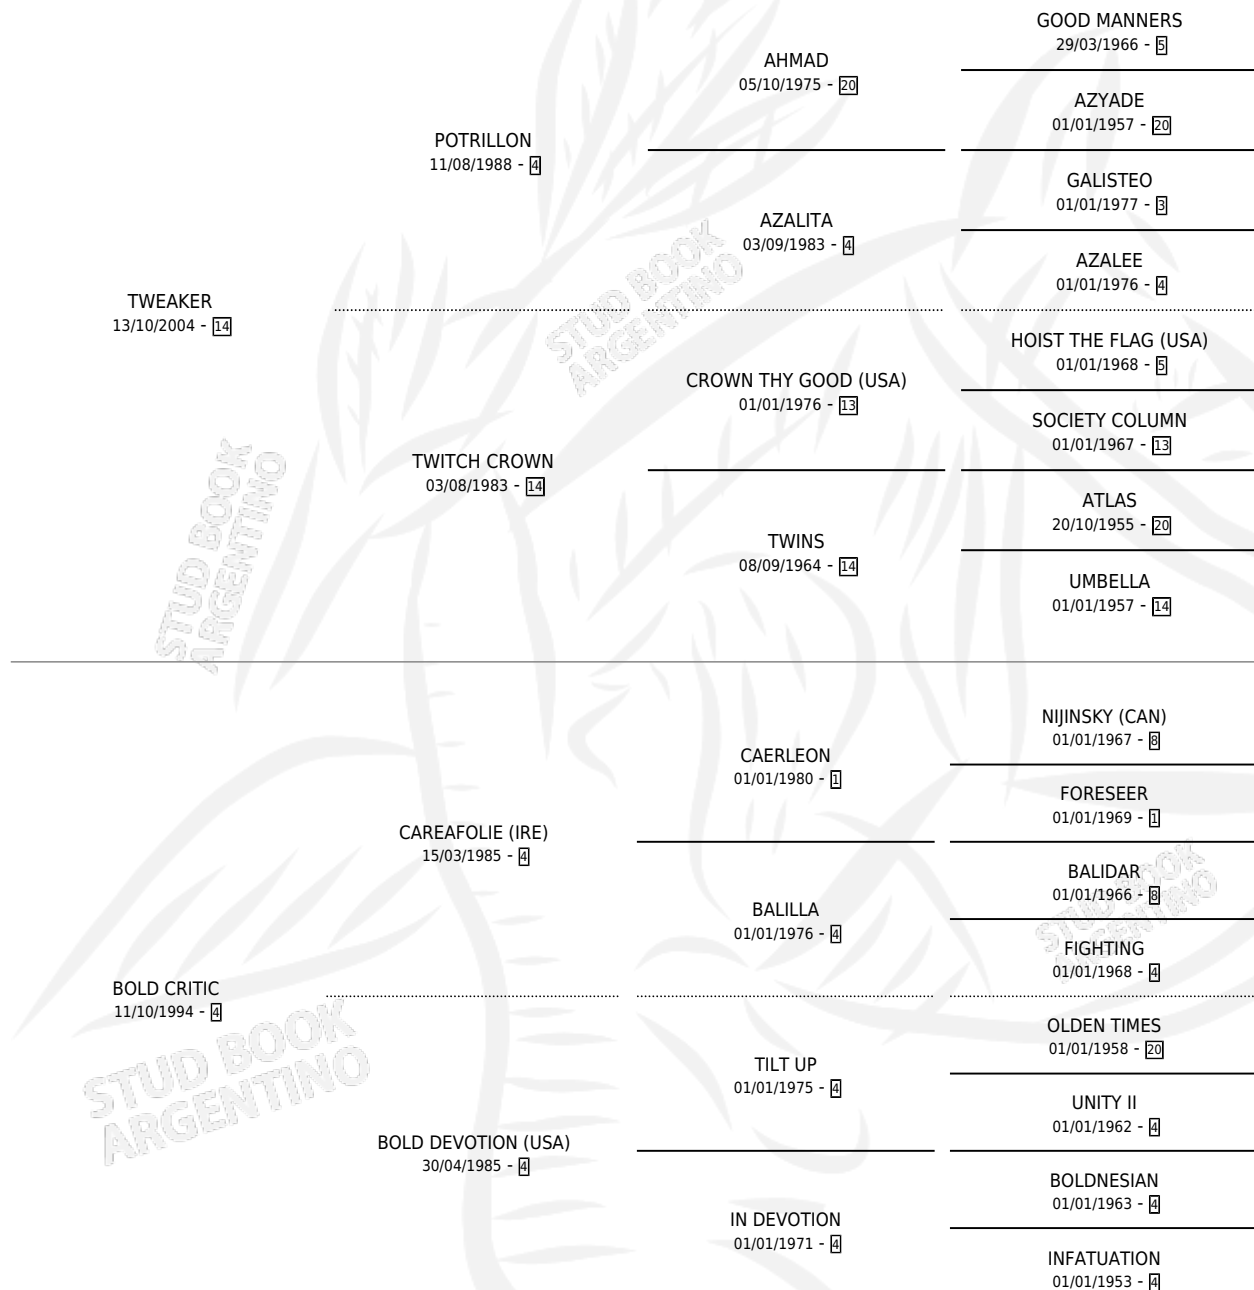 GOOD MANNERS
29/03/1966 - 5
AHMAD
05/10/1975 - 20
AZYADE
01/01/1957 - 20
POTRILLON
11/08/1988 - 4
GALISTEO
01/01/1977 - 3
AZALITA
03/09/1983 - 4
AZALEE
01/01/1976 - 4
TWEAKER
13/10/2004 - 14
HOIST THE FLAG (USA)
01/01/1968 - 5
CROWN THY GOOD (USA)
01/01/1976 - 13
SOCIETY COLUMN
01/01/1967 - 13
TWITCH CROWN
03/08/1983 - 14
ATLAS
20/10/1955 - 20
TWINS
08/09/1964 - 14
UMBELLA
01/01/1957 - 14
NIJINSKY (CAN)
01/01/1967 - 8
CAERLEON
01/01/1980 - 1
FORESEER
01/01/1969 - 1
CAREAFOLIE (IRE)
15/03/1985 - 4
BALIDAR
01/01/1966 - 8
BALILLA
01/01/1976 - 4
FIGHTING
01/01/1968 - 4
BOLD CRITIC
11/10/1994 - 4
OLDEN TIMES
01/01/1958 - 20
TILT UP
01/01/1975 - 4
UNITY II
01/01/1962 - 4
BOLD DEVOTION (USA)
30/04/1985 - 4
BOLDNESIAN
01/01/1963 - 4
IN DEVOTION
01/01/1971 - 4
INFATUATION
01/01/1953 - 4
STUD BOOK
ARGENTINO
STUD BOOK
ARGENTINO
STUD BOOK
ARGENTINO
STUD BOOK
ARGENTINO